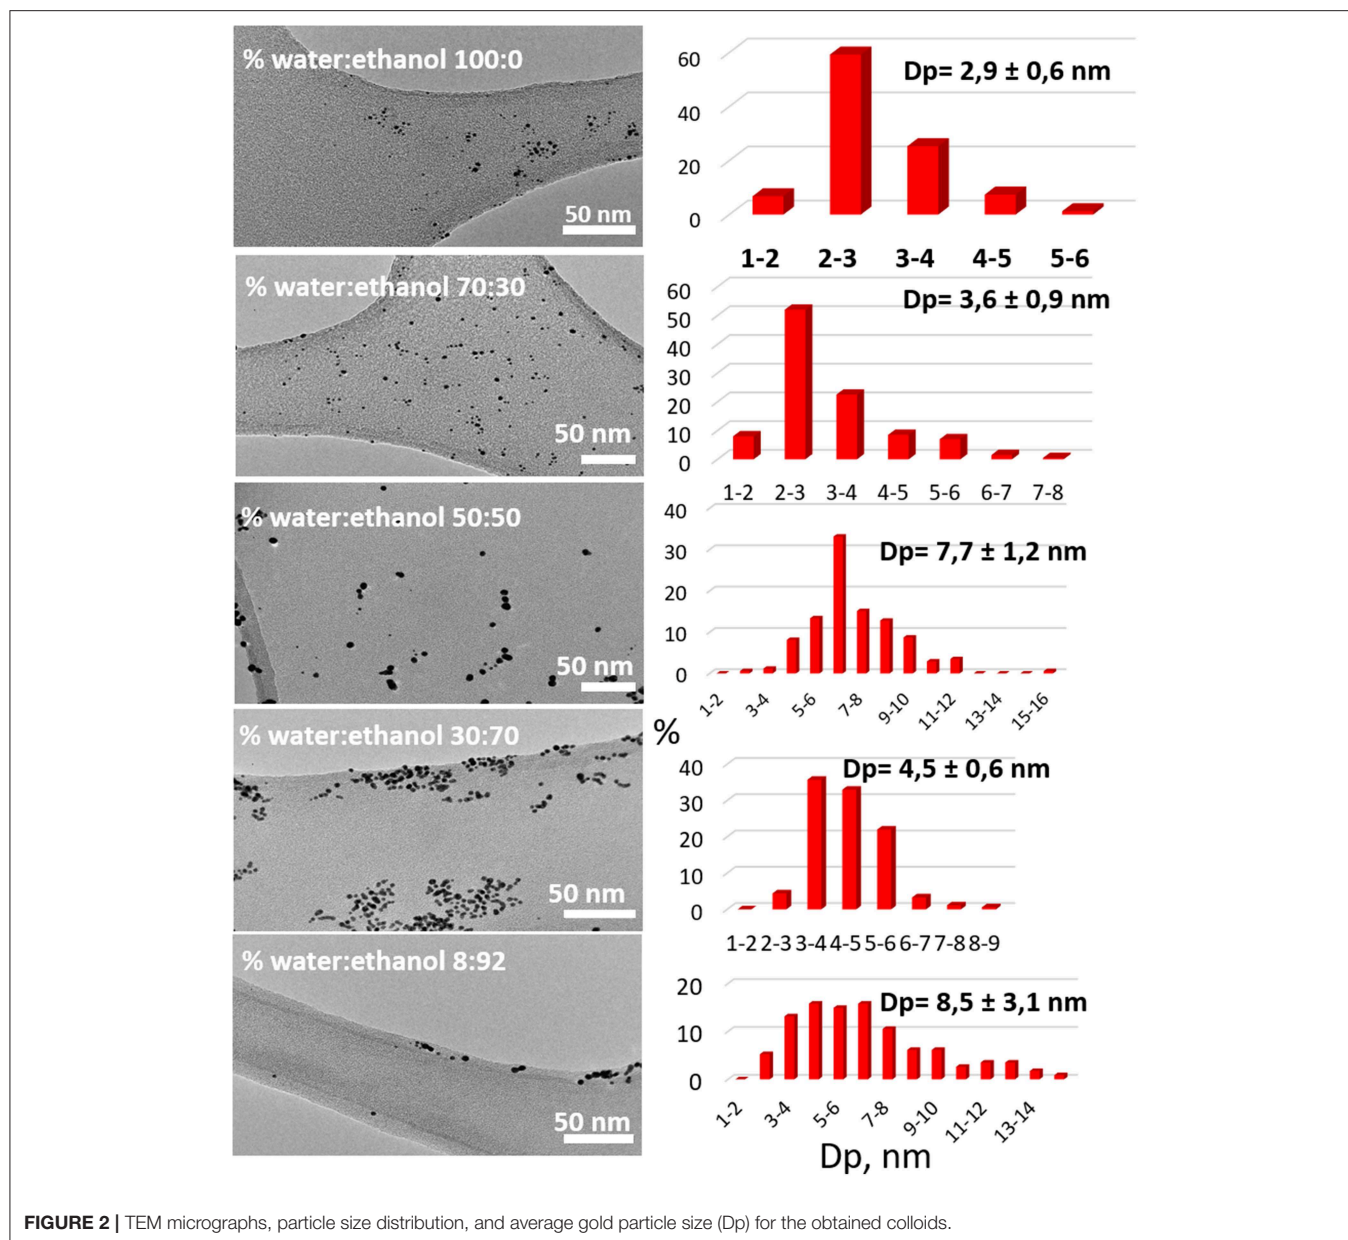 % water:ethanol 100:0
50 nm
Dp= 2,9 ± 0,6 nm
60
40
20
0
1-2 2-3 3-4 4-5 5-6
% water:ethanol 70:30
50 nm
Dp= 3,6 ± 0,9 nm
60
50
40
30
20
10
0
1-2 2-3 3-4 4-5 5-6 6-7 7-8
% water:ethanol 50:50
50 nm
Dp= 7,7 ± 1,2 nm
40
30
20
10
0
1-2 3-4 5-6 7-8 9-10 11-12 13-14 15-16
% water:ethanol 30:70
50 nm
%
Dp= 4,5 ± 0,6 nm
40
30
20
10
0
1-2 2-3 3-4 4-5 5-6 6-7 7-8 8-9
% water:ethanol 8:92
50 nm
Dp= 8,5 ± 3,1 nm
20
10
0
1-2 3-4 5-6 7-8 9-10 11-12 13-14
Dp, nm
FIGURE 2 | TEM micrographs, particle size distribution, and average gold particle size (Dp) for the obtained colloids.